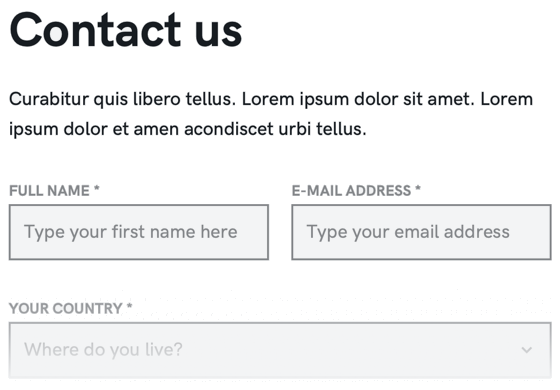 Contact us
Curabitur quis libero tellus. Lorem ipsum dolor sit amet. Lorem
ipsum dolor et amen acondiscet urbi tellus.
FULL NAME *
E-MAIL ADDRESS *
Type your first name here
Type your email address
YOUR COUNTRY *
Where do you live?